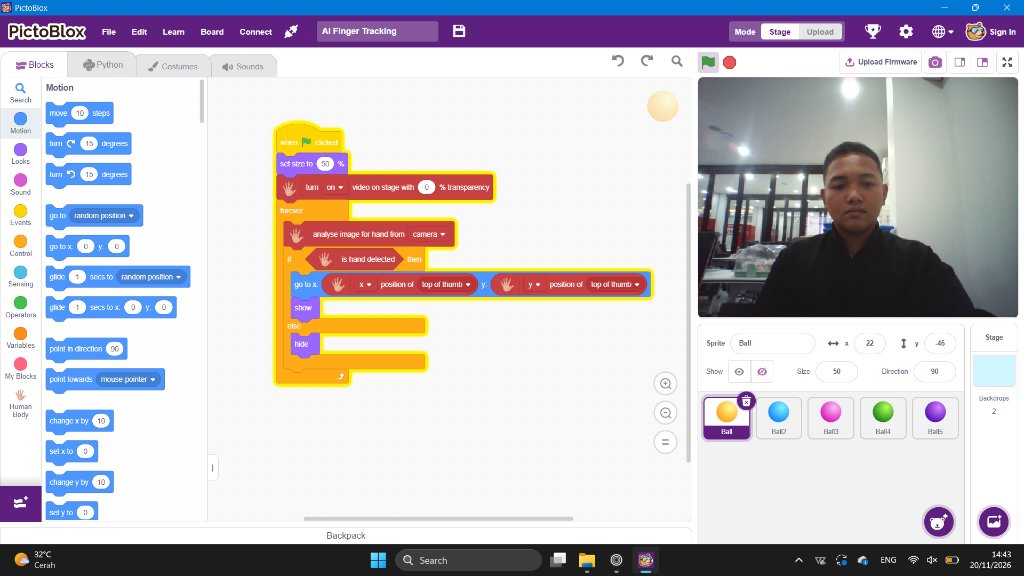 PictoBlox
PictoBlox File Edit Learn Board Connect AI Finger Tracking Mode Stage Upload Sign In
Blocks Python Costumes Sounds Upload Firmware
Search
Motion
Looks
Sound
Events
Control
Sensing
Operators
Variables
My Blocks
Human
Body
Motion
move 10 steps
turn 15 degrees
turn 15 degrees
go to random position
go to x: 0 y: 0
glide 1 secs to random position
glide 1 secs to x: 0 y: 0
point in direction 90
point towards mouse pointer
change x by 10
set x to 0
change y by 10
set y to 0
when clicked
set size to 50 %
turn on video on stage with 0 % transparency
forever
analyse image for hand from camera
if is hand detected then
go to x: x position of top of thumb y: y position of top of thumb
show
else
hide
Sprite Ball x 22 y -46
Show Size 50 Direction 90
Ball Ball2 Ball3 Ball4 Ball5
Stage
Backdrops
2
Backpack
32°C
Cerah
Search
ENG
14:43
20/11/2026